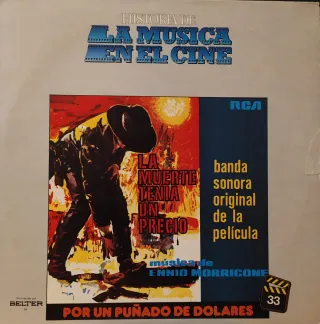 HISTORIA DE
LA MUSICA
EN EL CINE
RCA
LA
MUERTE
TENIA
UN
PRECIO
banda
sonora
original
de la
película
música de
ENNIO MORRICONE
33
POR UN PUÑADO DE DOLARES
BELTER